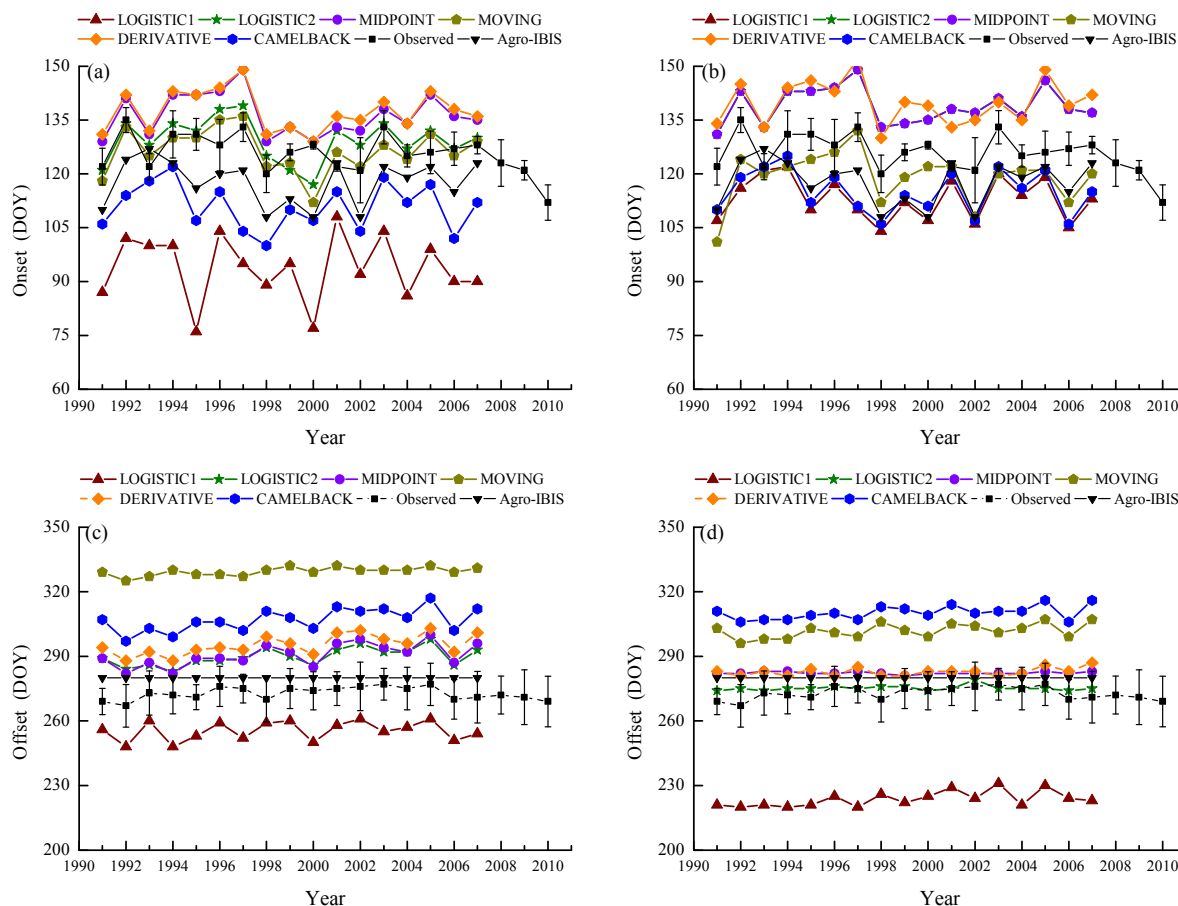 LOGISTIC1 LOGISTIC2 MIDPOINT MOVING
DERIVATIVE CAMELBACK Observed Agro-IBIS
150
(a)
135
120
105
90
75
60
Onset (DOY)
1990 1992 1994 1996 1998 2000 2002 2004 2006 2008 2010
Year
LOGISTIC1 LOGISTIC2 MIDPOINT MOVING
DERIVATIVE CAMELBACK Observed Agro-IBIS
150
(b)
135
120
105
90
75
60
Onset (DOY)
1990 1992 1994 1996 1998 2000 2002 2004 2006 2008 2010
Year
LOGISTIC1 LOGISTIC2 MIDPOINT MOVING
DERIVATIVE CAMELBACK Observed Agro-IBIS
350
(c)
320
290
260
230
200
Offset (DOY)
1990 1992 1994 1996 1998 2000 2002 2004 2006 2008 2010
Year
LOGISTIC1 LOGISTIC2 MIDPOINT MOVING
DERIVATIVE CAMELBACK Observed Agro-IBIS
350
(d)
320
290
260
230
200
Offset (DOY)
1990 1992 1994 1996 1998 2000 2002 2004 2006 2008 2010
Year